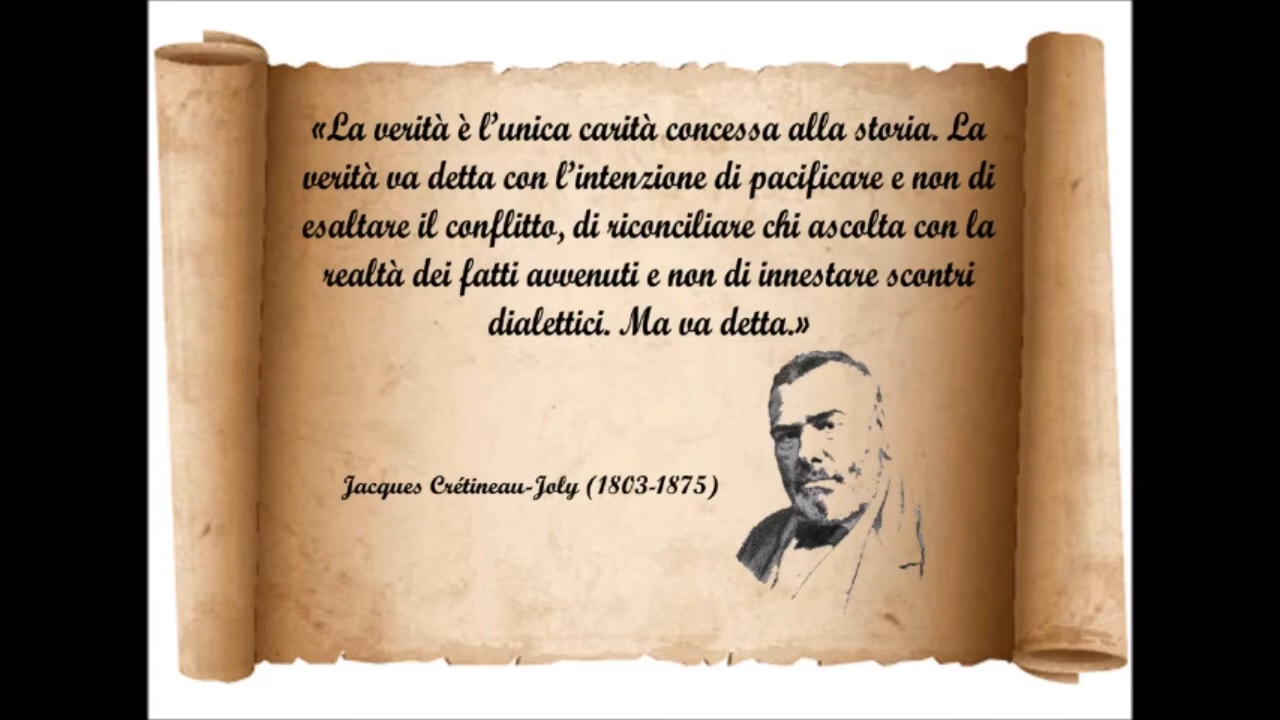 «La verità è l’unica carità concessa alla storia. La
verità va detta con l’intenzione di pacificare e non di
esaltare il conflitto, di riconciliare chi ascolta con la
realtà dei fatti avvenuti e non di innestare scontri
dialettici. Ma va detta.»
Jacques Crétineau-Joly (1803-1875)